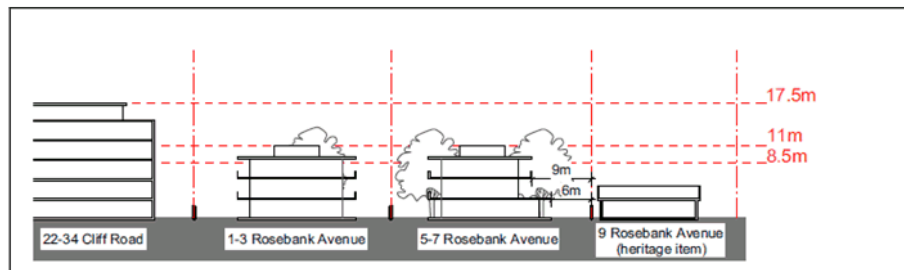 17.5m
11m
8.5m
9m
6m
22-34 Cliff Road
1-3 Rosebank Avenue
5-7 Rosebank Avenue
9 Rosebank Avenue
(heritage item)